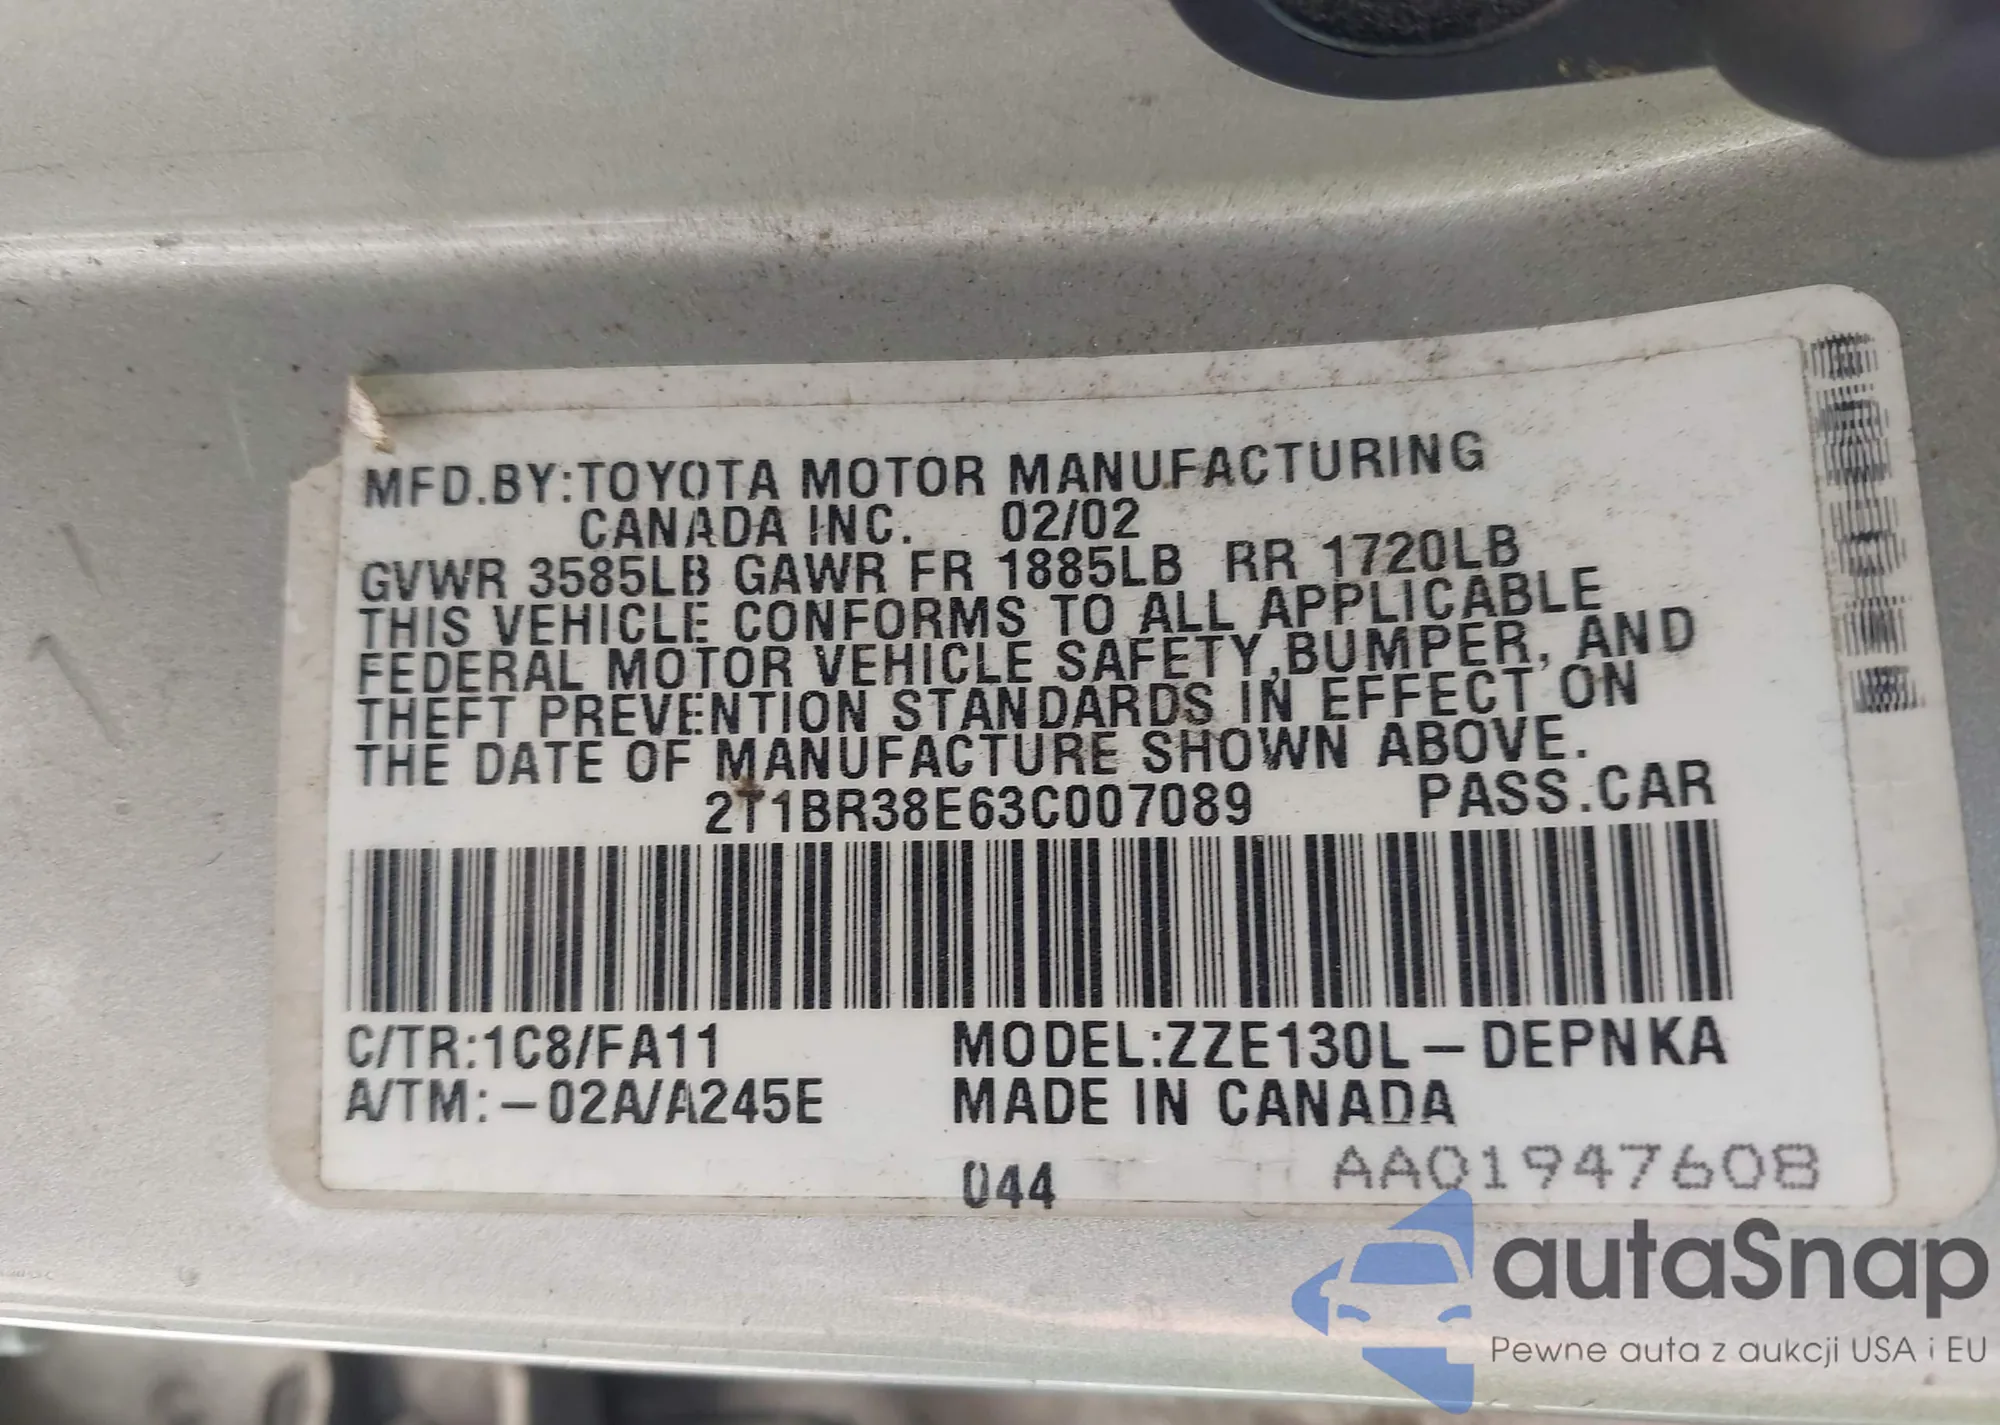 MFD.BY:TOYOTA MOTOR MANUFACTURING
CANADA INC. 02/02
GVWR 3585LB GAWR FR 1885LB RR 1720LB
THIS VEHICLE CONFORMS TO ALL APPLICABLE
FEDERAL MOTOR VEHICLE SAFETY,BUMPER, AND
THEFT PREVENTION STANDARDS IN EFFECT ON
THE DATE OF MANUFACTURE SHOWN ABOVE.
2T1BR38E63C007089 PASS.CAR
C/TR:1C8/FA11 MODEL:ZZE130L-DEPNKA
A/TM:-02A/A245E MADE IN CANADA
044 AA01947608
autaSnap
Pewne auta z aukcji USA i EU